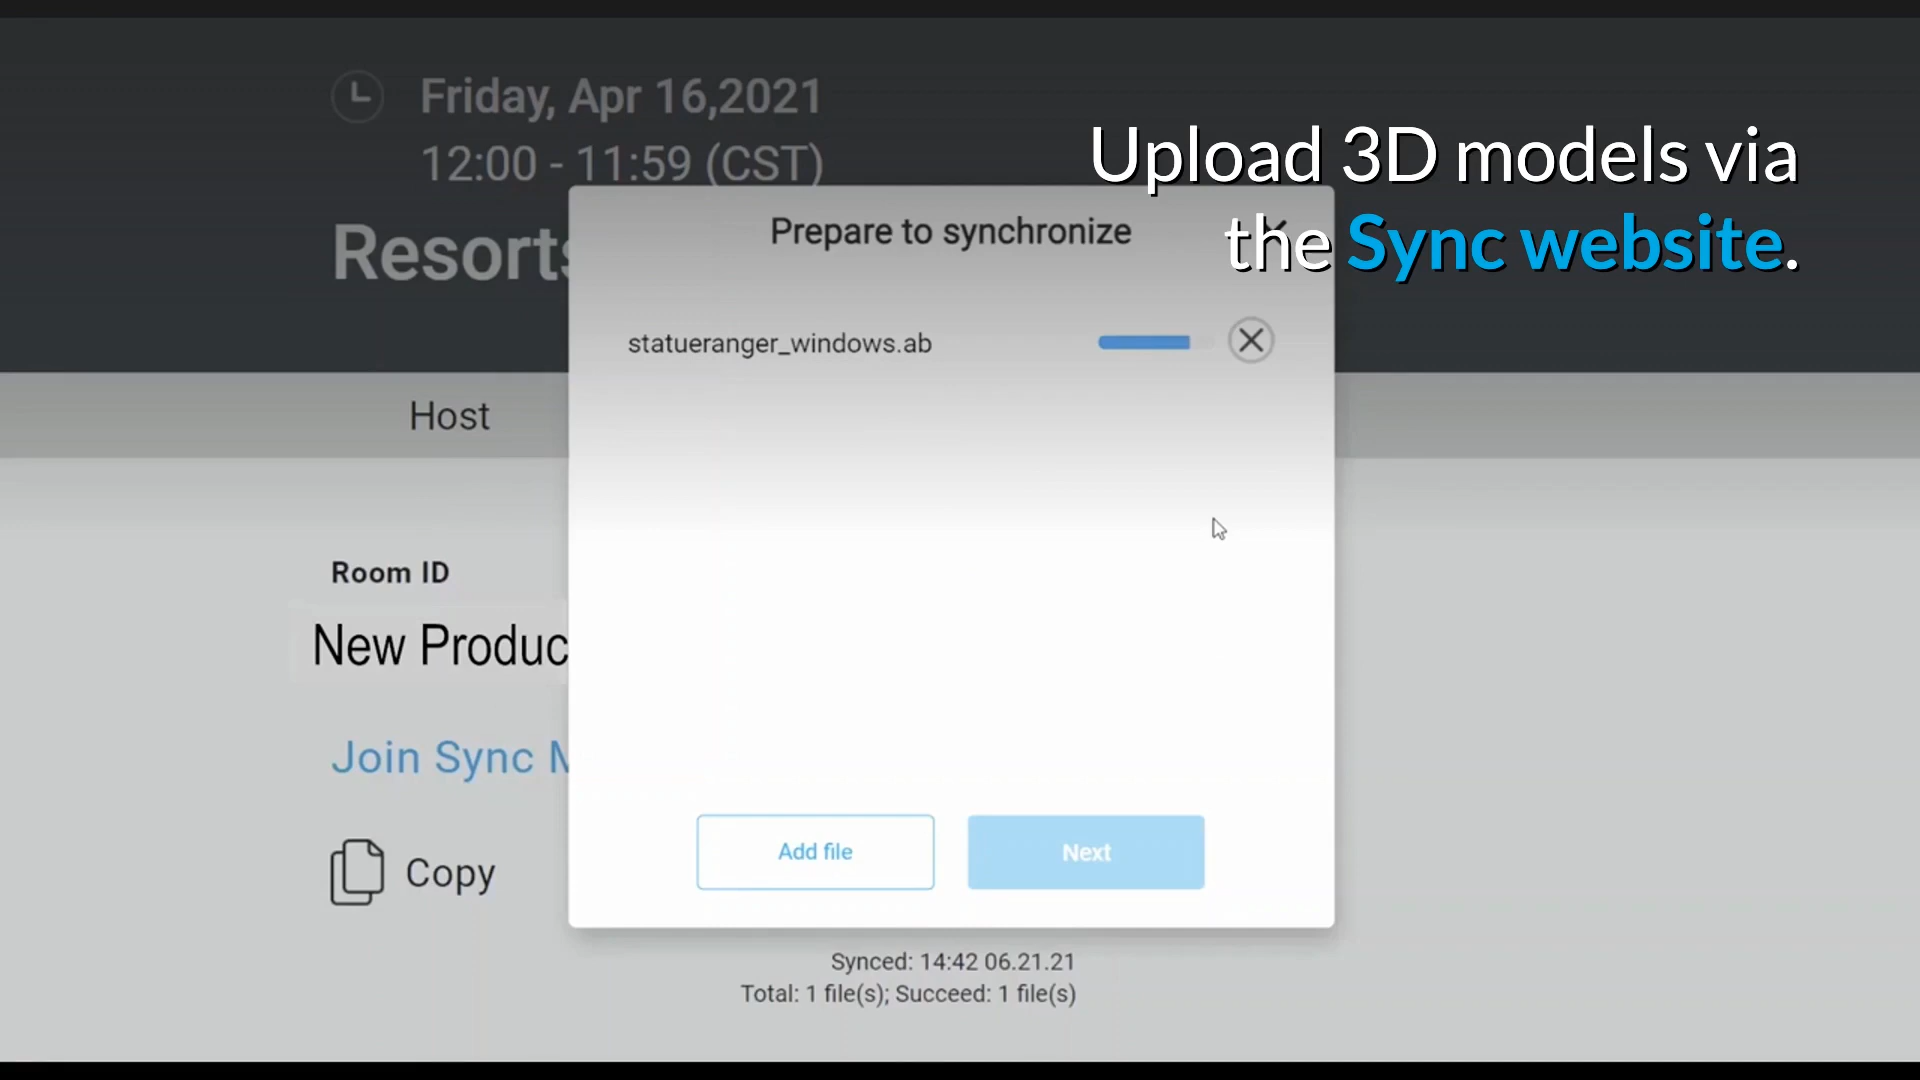 Friday, Apr 16,2021
12:00 - 11:59 (CST)
Upload 3D models via
the Sync website.
Resorts
Prepare to synchronize
statueranger_windows.ab
Host
Room ID
New Produc
Join Sync M
Copy
Add file
Next
Synced: 14:42 06.21.21
Total: 1 file(s); Succeed: 1 file(s)